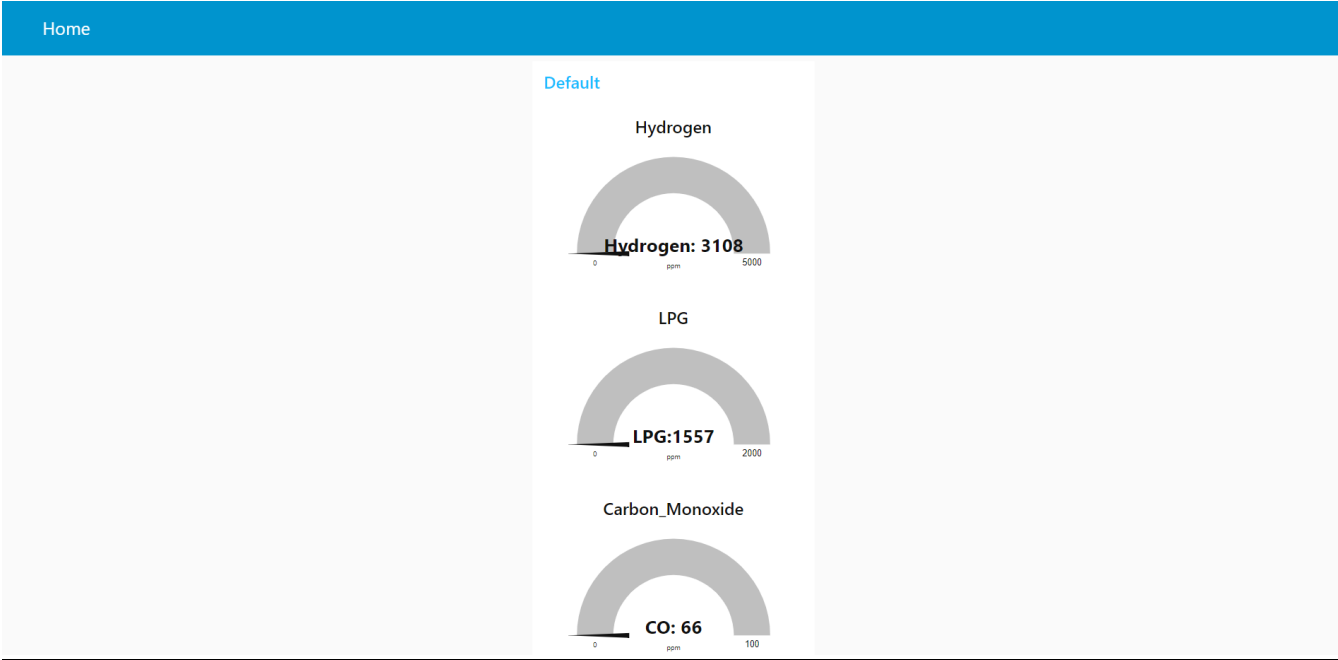 Home
Default
Hydrogen
Hydrogen: 3108
0 ppm 5000
LPG
LPG:1557
0 ppm 2000
Carbon_Monoxide
CO: 66
0 ppm 100